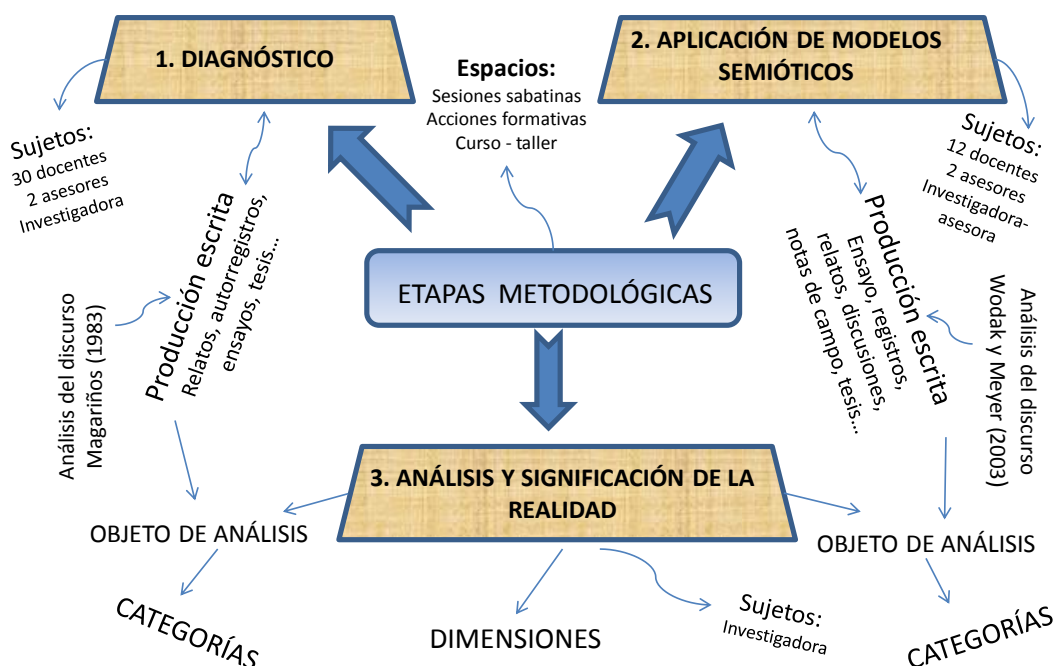 1. DIAGNÓSTICO
2. APLICACIÓN DE MODELOS
SEMIÓTICOS
Espacios:
Sesiones sabatinas
Acciones formativas
Curso - taller
Sujetos:
30 docentes
2 asesores
Investigadora
Sujetos:
12 docentes
2 asesores
Investigadora-
asesora
Producción escrita
Relatos, autorregistros,
ensayos, tesis...
Producción escrita
Ensayo, registros,
relatos, discusiones,
notas de campo, tesis...
ETAPAS METODOLÓGICAS
Análisis del discurso
Magariños (1983)
Análisis del discurso
Wodak y Meyer (2003)
3. ANÁLISIS Y SIGNIFICACIÓN DE LA
REALIDAD
OBJETO DE ANÁLISIS
OBJETO DE ANÁLISIS
CATEGORÍAS
DIMENSIONES
Sujetos:
Investigadora
CATEGORÍAS